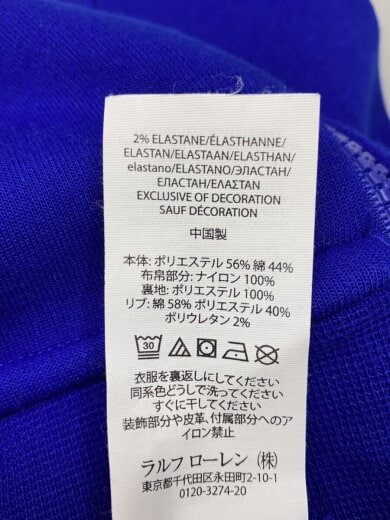 2% ELASTANE/ÉLASTHANNE/
ELASTAN/ELASTAAN/ELASTHAN/
elastano/ELASTANO/ЭЛАСТАН/
ЕЛАСТАН/ΕΛΑΣΤΑΝ
EXCLUSIVE OF DECORATION
SAUF DÉCORATION
中国製
本体: ポリエステル 56% 綿 44%
布帛部分: ナイロン 100%
裏地: ポリエステル 100%
リブ: 綿 58% ポリエステル 40%
ポリウレタン 2%
30
衣服を裏返しにしてください
同系色どうしで洗ってください
すぐに干してください
装飾部分や皮革、付属部分へのア
イロン禁止
ラルフ ローレン (株)
東京都千代田区永田町2-10-1
0120-3274-20